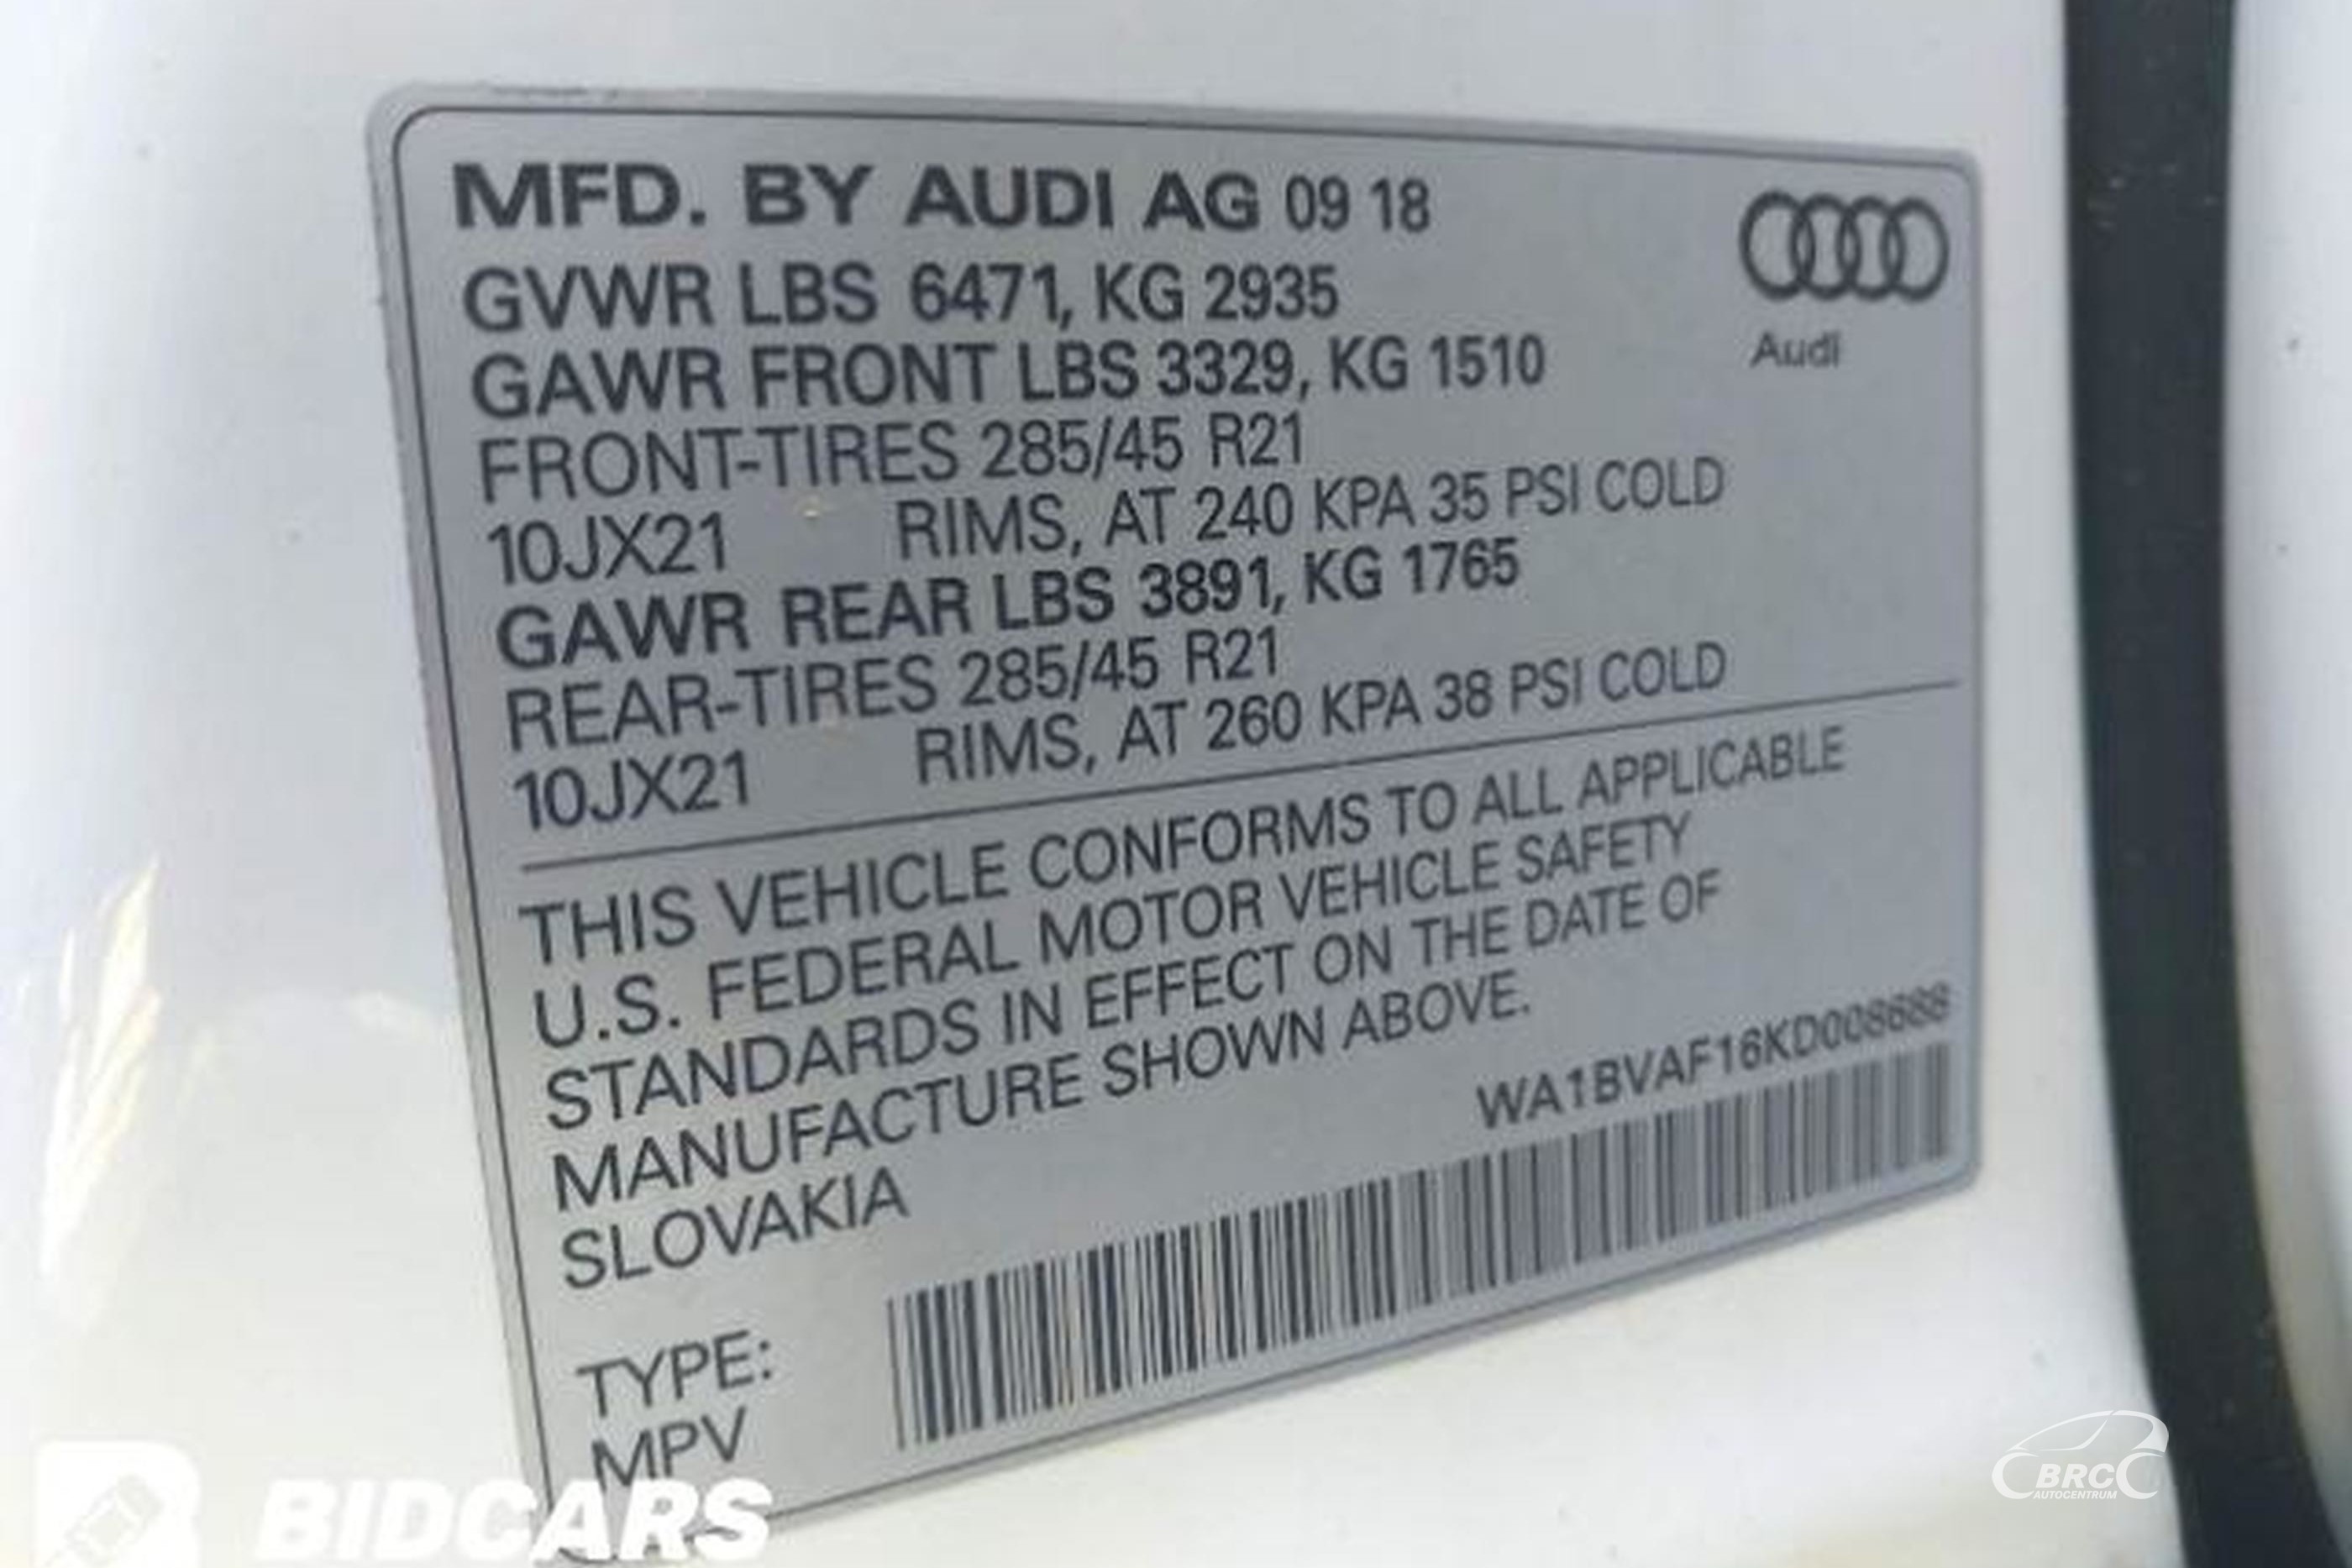 MFD. BY AUDI AG 09 18
GVWR LBS 6471, KG 2935
GAWR FRONT LBS 3329, KG 1510
FRONT-TIRES 285/45 R21
10JX21 RIMS, AT 240 KPA 35 PSI COLD
GAWR REAR LBS 3891, KG 1765
REAR-TIRES 285/45 R21
10JX21 RIMS, AT 260 KPA 38 PSI COLD
Audi
THIS VEHICLE CONFORMS TO ALL APPLICABLE
U.S. FEDERAL MOTOR VEHICLE SAFETY
STANDARDS IN EFFECT ON THE DATE OF
MANUFACTURE SHOWN ABOVE.
SLOVAKIA
WA1BVAF16KD008688
TYPE:
MPV
BIDCARS
BRC
AUTOCENTRUM